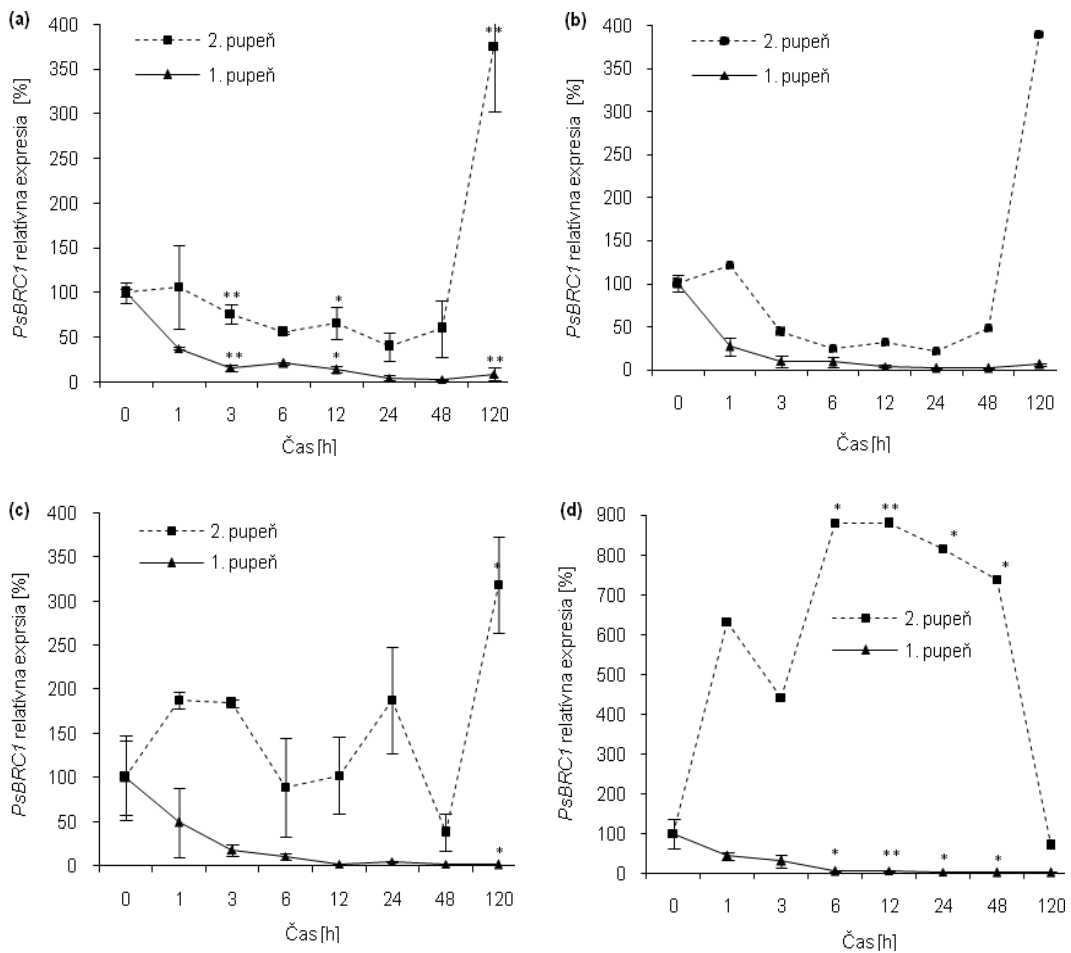 (a)
PsBRC1 relatívna expresia [%]
400
350
300
250
200
150
100
50
0
2. pupeň
1. pupeň
**
**
*
**
*
**
0 1 3 6 12 24 48 120
Čas[h]
(b)
PsBRC1 relatívna expresia [%]
400
350
300
250
200
150
100
50
0
2. pupeň
1. pupeň
0 1 3 6 12 24 48 120
Čas[h]
(c)
PsBRC1 relatívna exprsia [%]
400
350
300
250
200
150
100
50
0
2. pupeň
1. pupeň
*
*
0 1 3 6 12 24 48 120
Čas[h]
(d)
PsBRC1 relatívna expresia [%]
900
800
700
600
500
400
300
200
100
0
* ** * *
2. pupeň
1. pupeň
* ** * *
0 1 3 6 12 24 48 120
Čas[h]